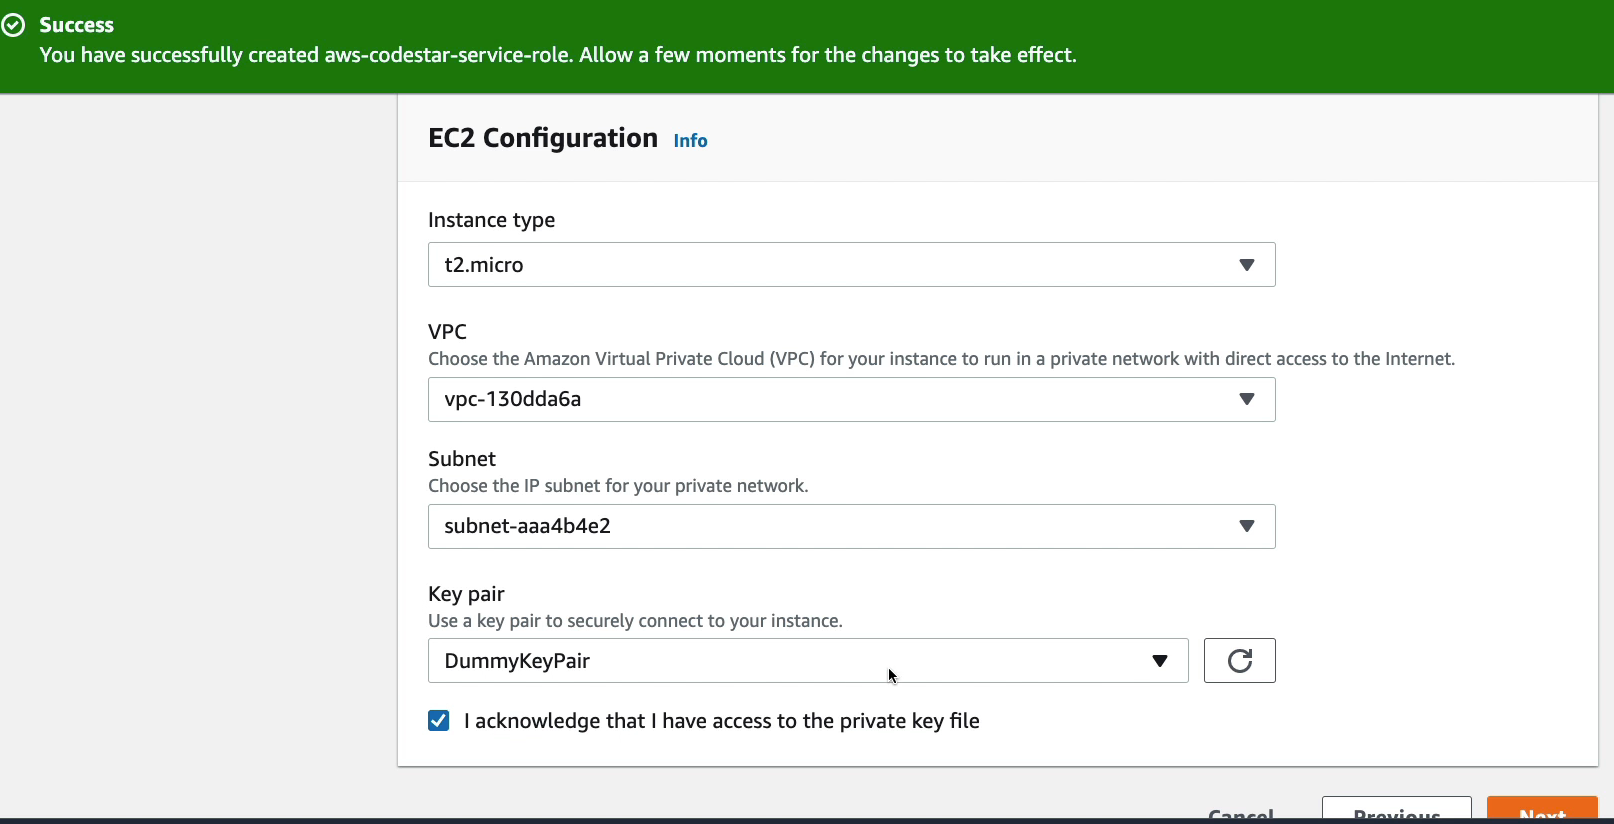 Success
You have successfully created aws-codestar-service-role. Allow a few moments for the changes to take effect.
EC2 Configuration Info
Instance type
t2.micro
VPC
Choose the Amazon Virtual Private Cloud (VPC) for your instance to run in a private network with direct access to the Internet.
vpc-130dda6a
Subnet
Choose the IP subnet for your private network.
subnet-aaa4b4e2
Key pair
Use a key pair to securely connect to your instance.
DummyKeyPair
I acknowledge that I have access to the private key file
Cancel Previous Next